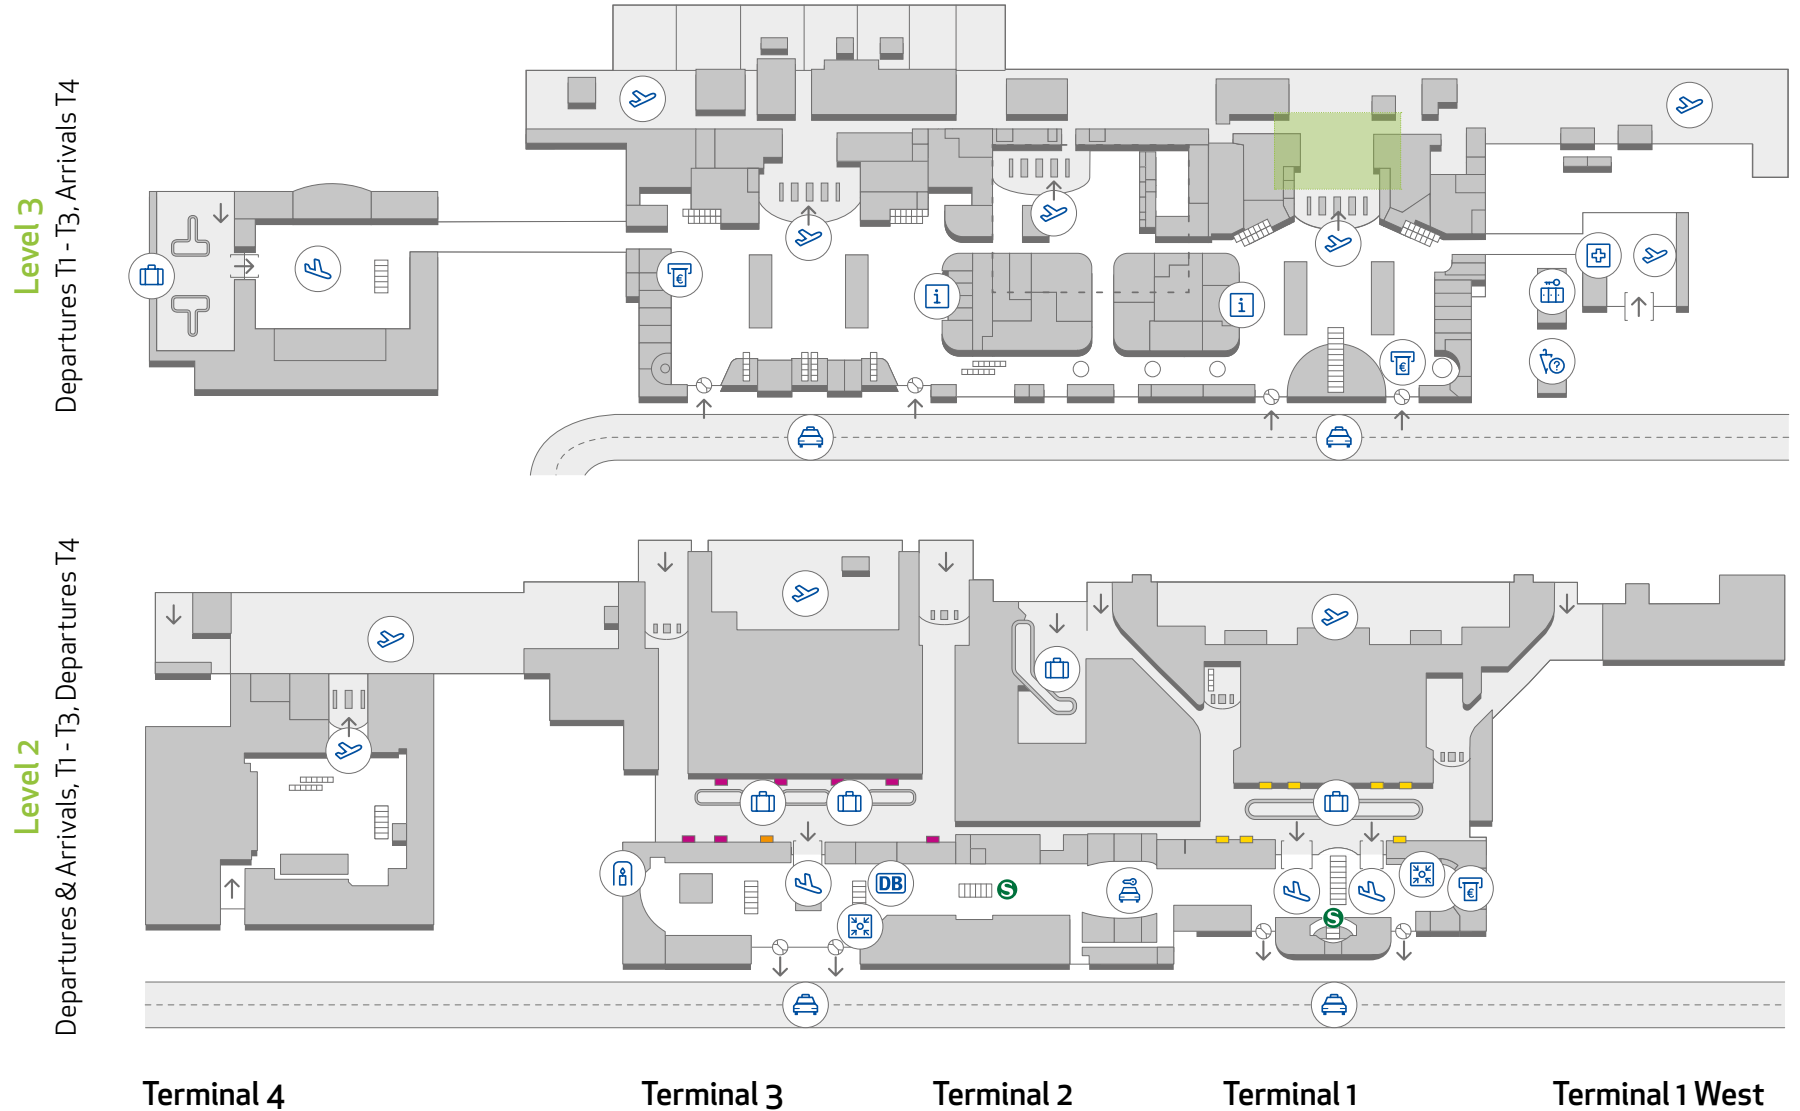 Level 3
Departures T1 - T3, Arrivals T4
€
i
i
€
?
Level 2
Departures & Arrivals, T1 - T3, Departures T4
DB
S
€
S
Terminal 4
Terminal 3
Terminal 2
Terminal 1
Terminal 1 West